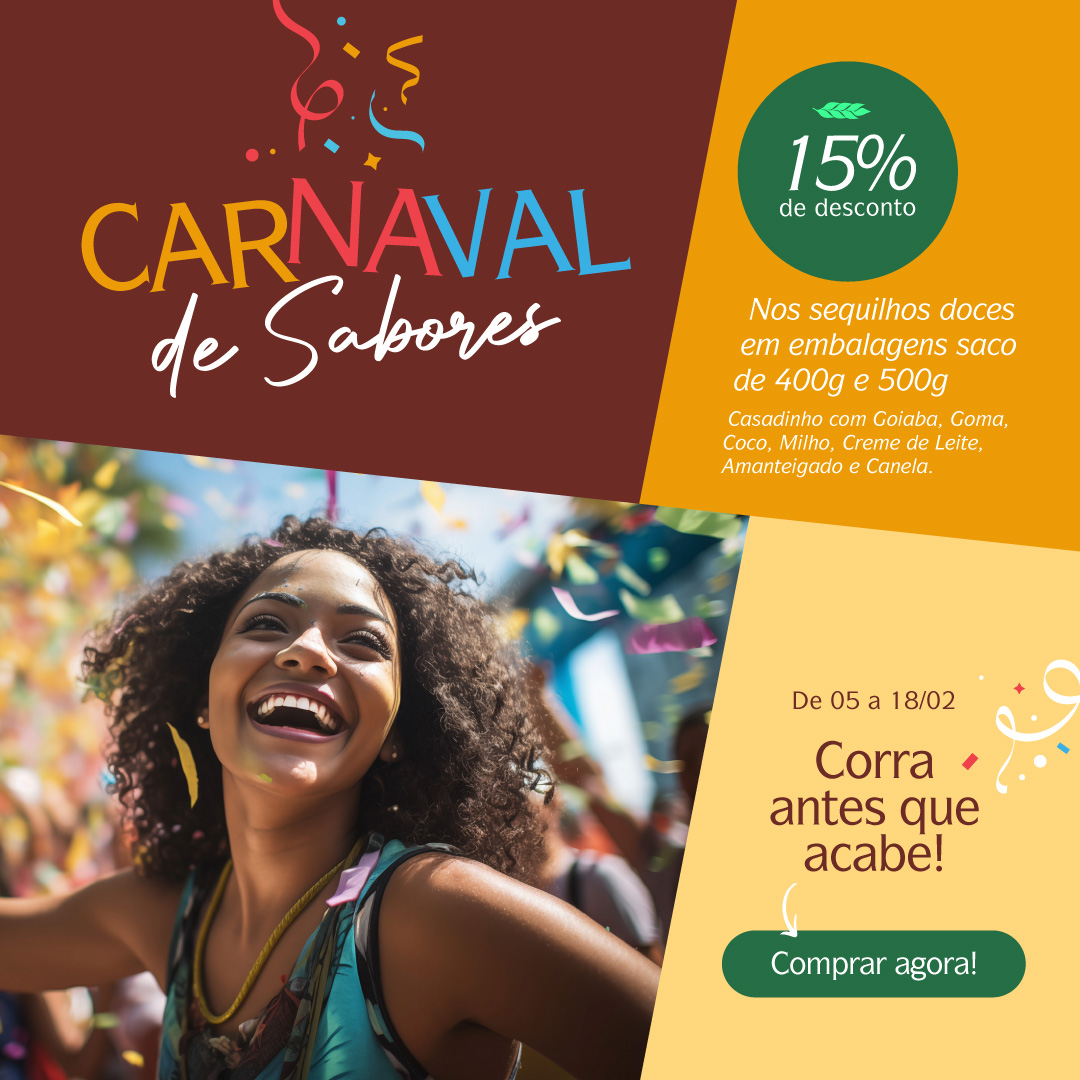 CARNAVAL
de Sabores
15%
de desconto
Nos sequilhos doces
em embalagens saco
de 400g e 500g
Casadinho com Goiaba, Goma,
Coco, Milho, Creme de Leite,
Amanteigado e Canela.
De 05 a 18/02
Corra
antes que
acabe!
Comprar agora!